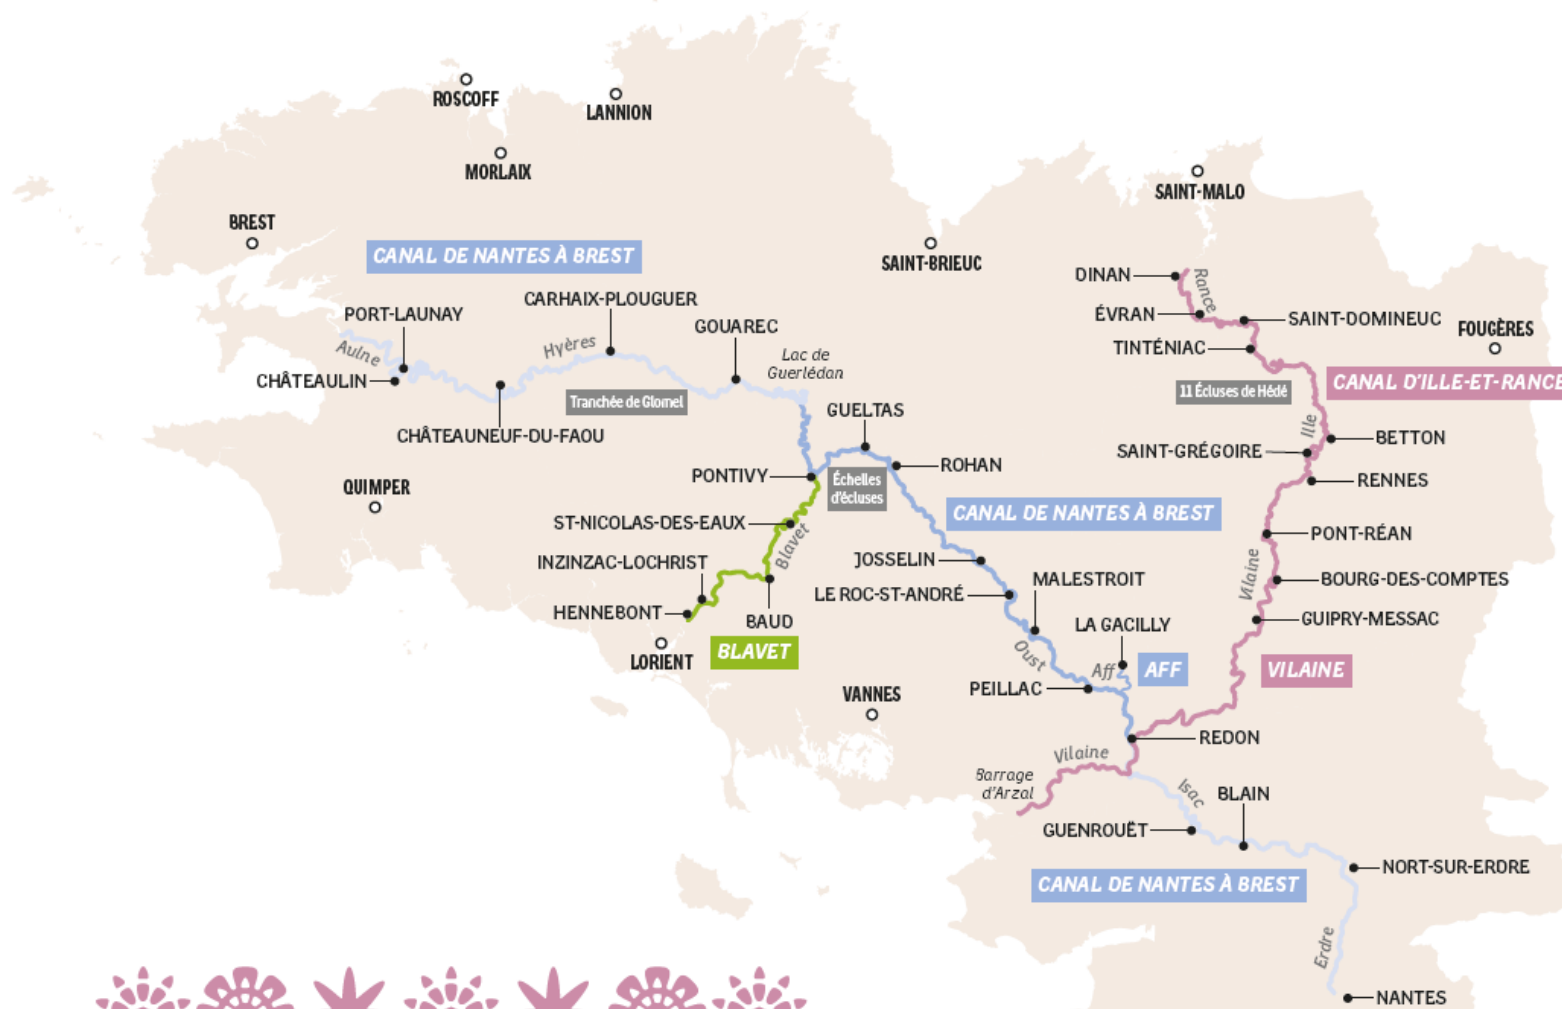 ROSCOFF
LANNION
MORLAIX
SAINT-MALO
BREST
CANAL DE NANTES À BREST
SAINT-BRIEUC
DINAN
Rance
CARHAIX-PLOUGUER
PORT-LAUNAY
GOUAREC
ÉVRAN
SAINT-DOMINEUC
FOUGÈRES
Aulne
Hyères
Lac de
Guerlédan
TINTÉNIAC
CHÂTEAULIN
Tranchée de Glomel
11 Écluses de Hédé
CANAL D'ILLE-ET-RANCE
GUELTAS
CHÂTEAUNEUF-DU-FAOU
Ille
BETTON
SAINT-GRÉGOIRE
PONTIVY
ROHAN
RENNES
Échelles
d'écluses
QUIMPER
CANAL DE NANTES À BREST
ST-NICOLAS-DES-EAUX
PONT-RÉAN
Blavet
INZINZAC-LOCHRIST
JOSSELIN
Vilaine
MALESTROIT
BOURG-DES-COMPTES
LE ROC-ST-ANDRÉ
HENNEBONT
BAUD
LA GACILLY
GUIPRY-MESSAC
LORIENT
BLAVET
Oust
Aff
AFF
VILAINE
VANNES
PEILLAC
REDON
Vilaine
Barrage
d'Arzal
Isac
BLAIN
GUENROUËT
NORT-SUR-ERDRE
CANAL DE NANTES À BREST
Erdre
NANTES